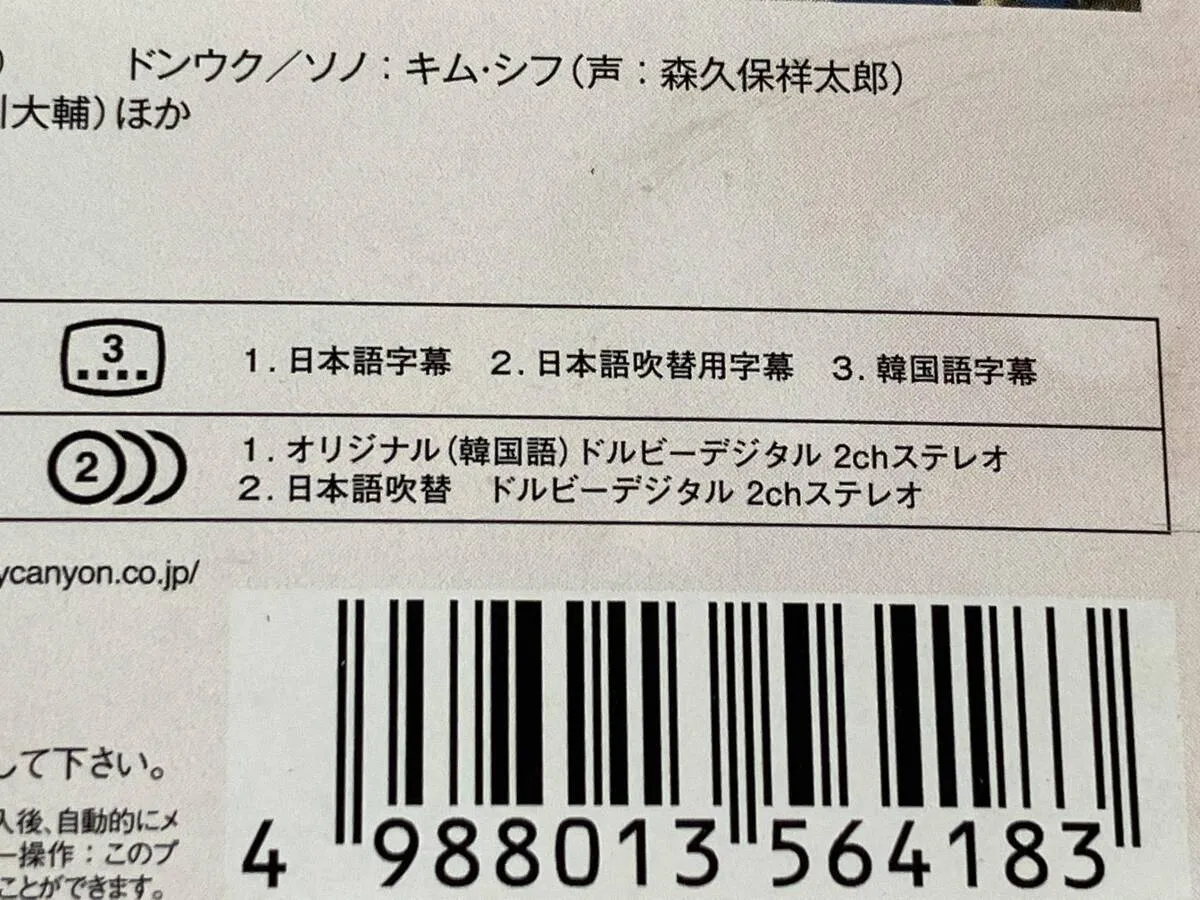 ) ドンウク／ソノ：キム・シフ（声：森久保祥太郎）
川大輔）ほか
3 1．日本語字幕 2．日本語吹替用字幕 3．韓国語字幕
2 1．オリジナル（韓国語）ドルビーデジタル 2chステレオ
2．日本語吹替 ドルビーデジタル 2chステレオ
ycanyon.co.jp/
して下さい。
入後、自動的にメ
ー操作：このプ
ことができます。
4 988013 564183